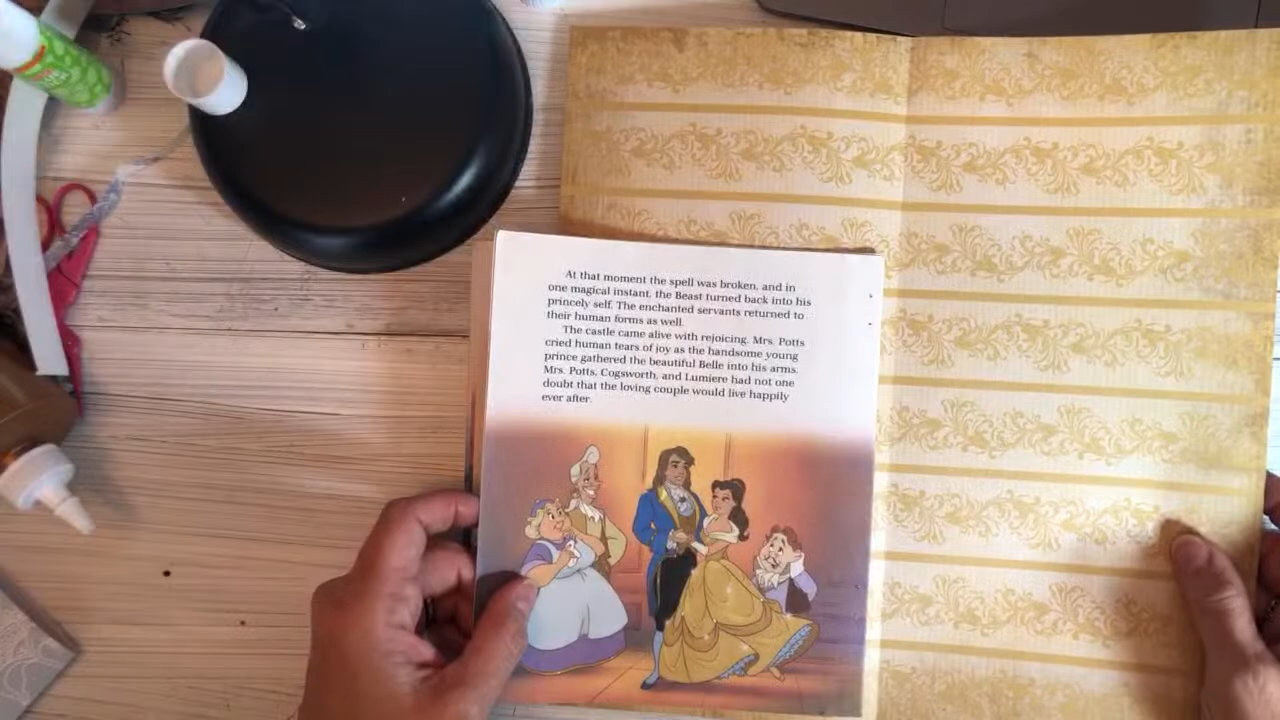 At that moment the spell was broken, and in
one magical instant, the Beast turned back into his
princely self. The enchanted servants returned to
their human forms as well.
The castle came alive with rejoicing. Mrs. Potts
cried human tears of joy as the handsome young
prince gathered the beautiful Belle into his arms.
Mrs. Potts, Cogsworth, and Lumiere had not one
doubt that the loving couple would live happily
ever after.